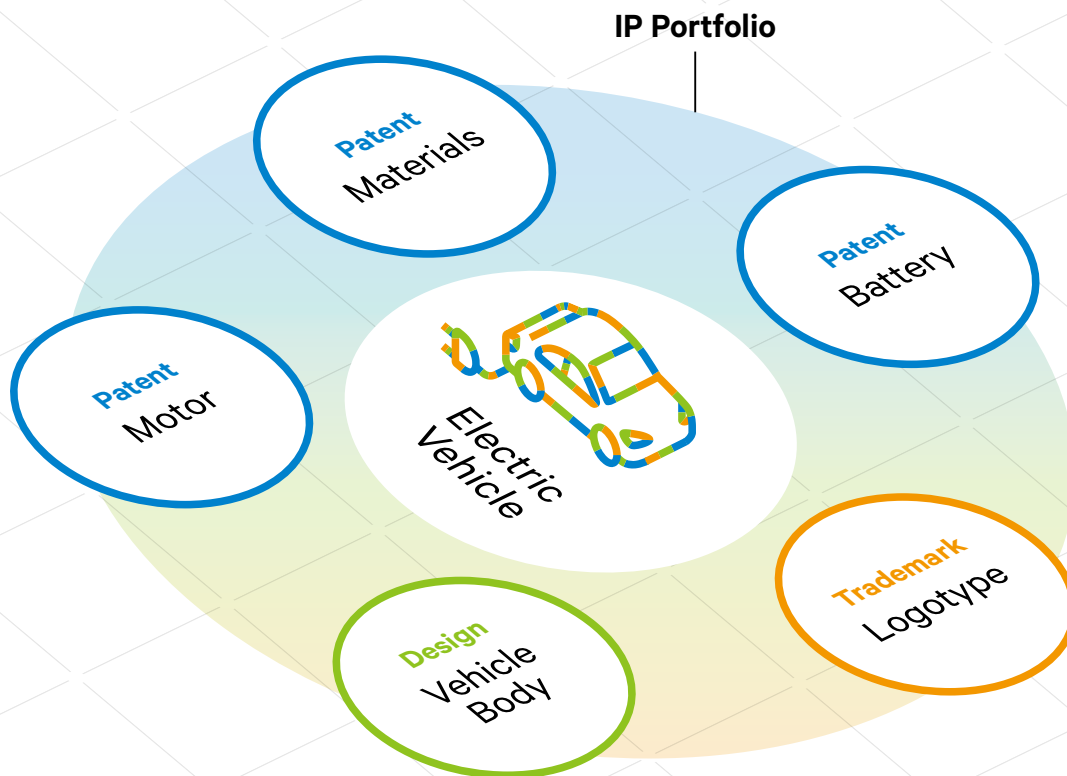 IP Portfolio
Patent
Materials
Patent
Battery
Patent
Motor
Electric
Vehicle
Trademark
Logotype
Design
Vehicle
Body